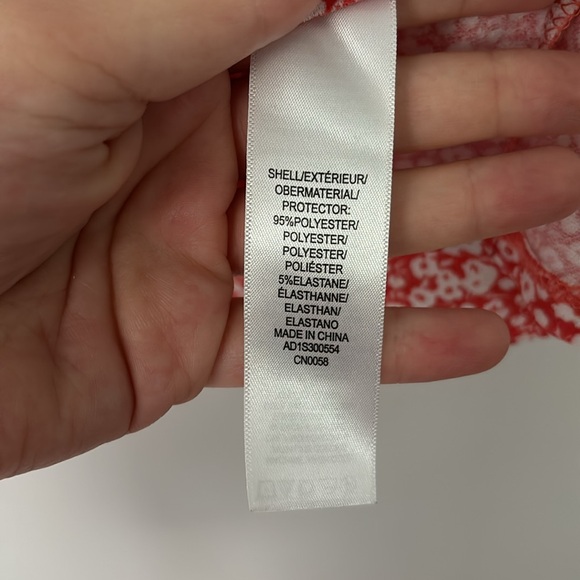 SHELL/EXTÉRIEUR/
OBERMATERIAL/
PROTECTOR:
95%POLYESTER/
POLYESTER/
POLYESTER/
POLIÉSTER
5%ELASTANE/
ÉLASTHANNE/
ELASTHAN/
ELASTANO
MADE IN CHINA
AD1S300554
CN0058